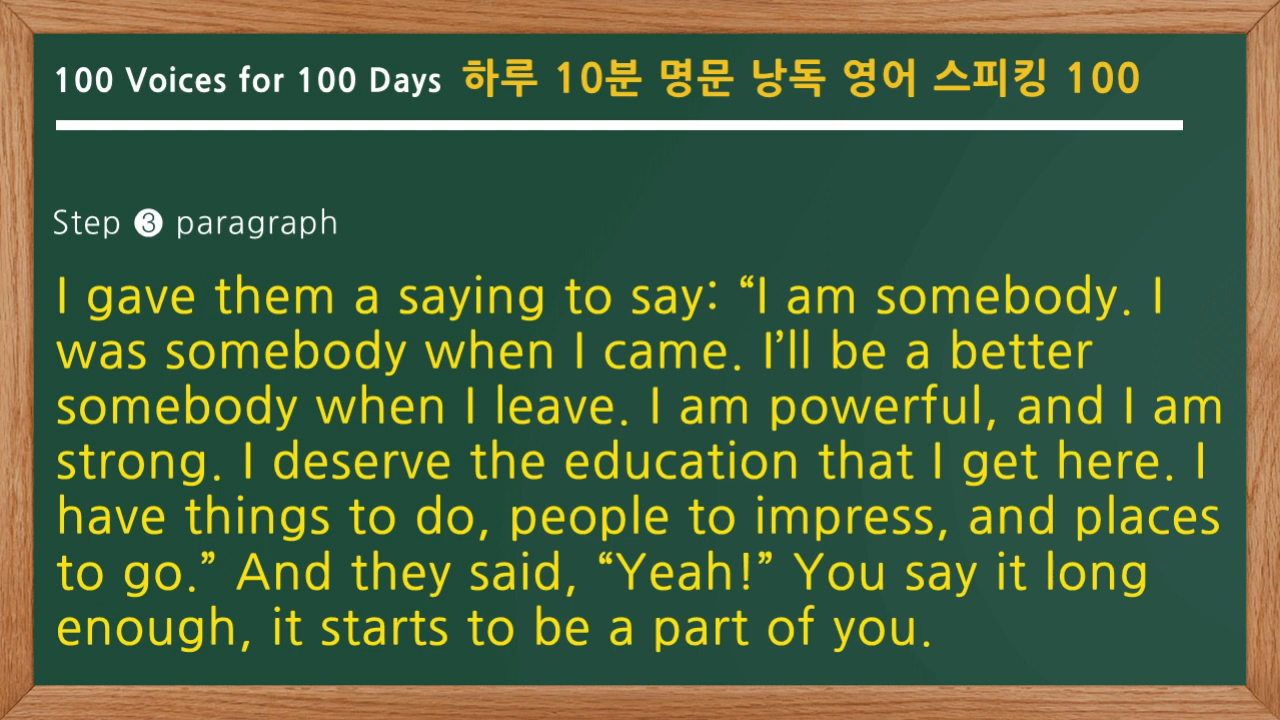 100 Voices for 100 Days 하루 10분 명문 낭독 영어 스피킹 100
Step ❸ paragraph
I gave them a saying to say: “I am somebody. I
was somebody when I came. I’ll be a better
somebody when I leave. I am powerful, and I am
strong. I deserve the education that I get here. I
have things to do, people to impress, and places
to go.” And they said, “Yeah!” You say it long
enough, it starts to be a part of you.